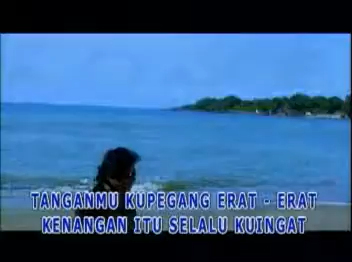 TANGANMU KUPEGANG ERAT - ERAT
KENANGAN ITU SELALU KUINGAT